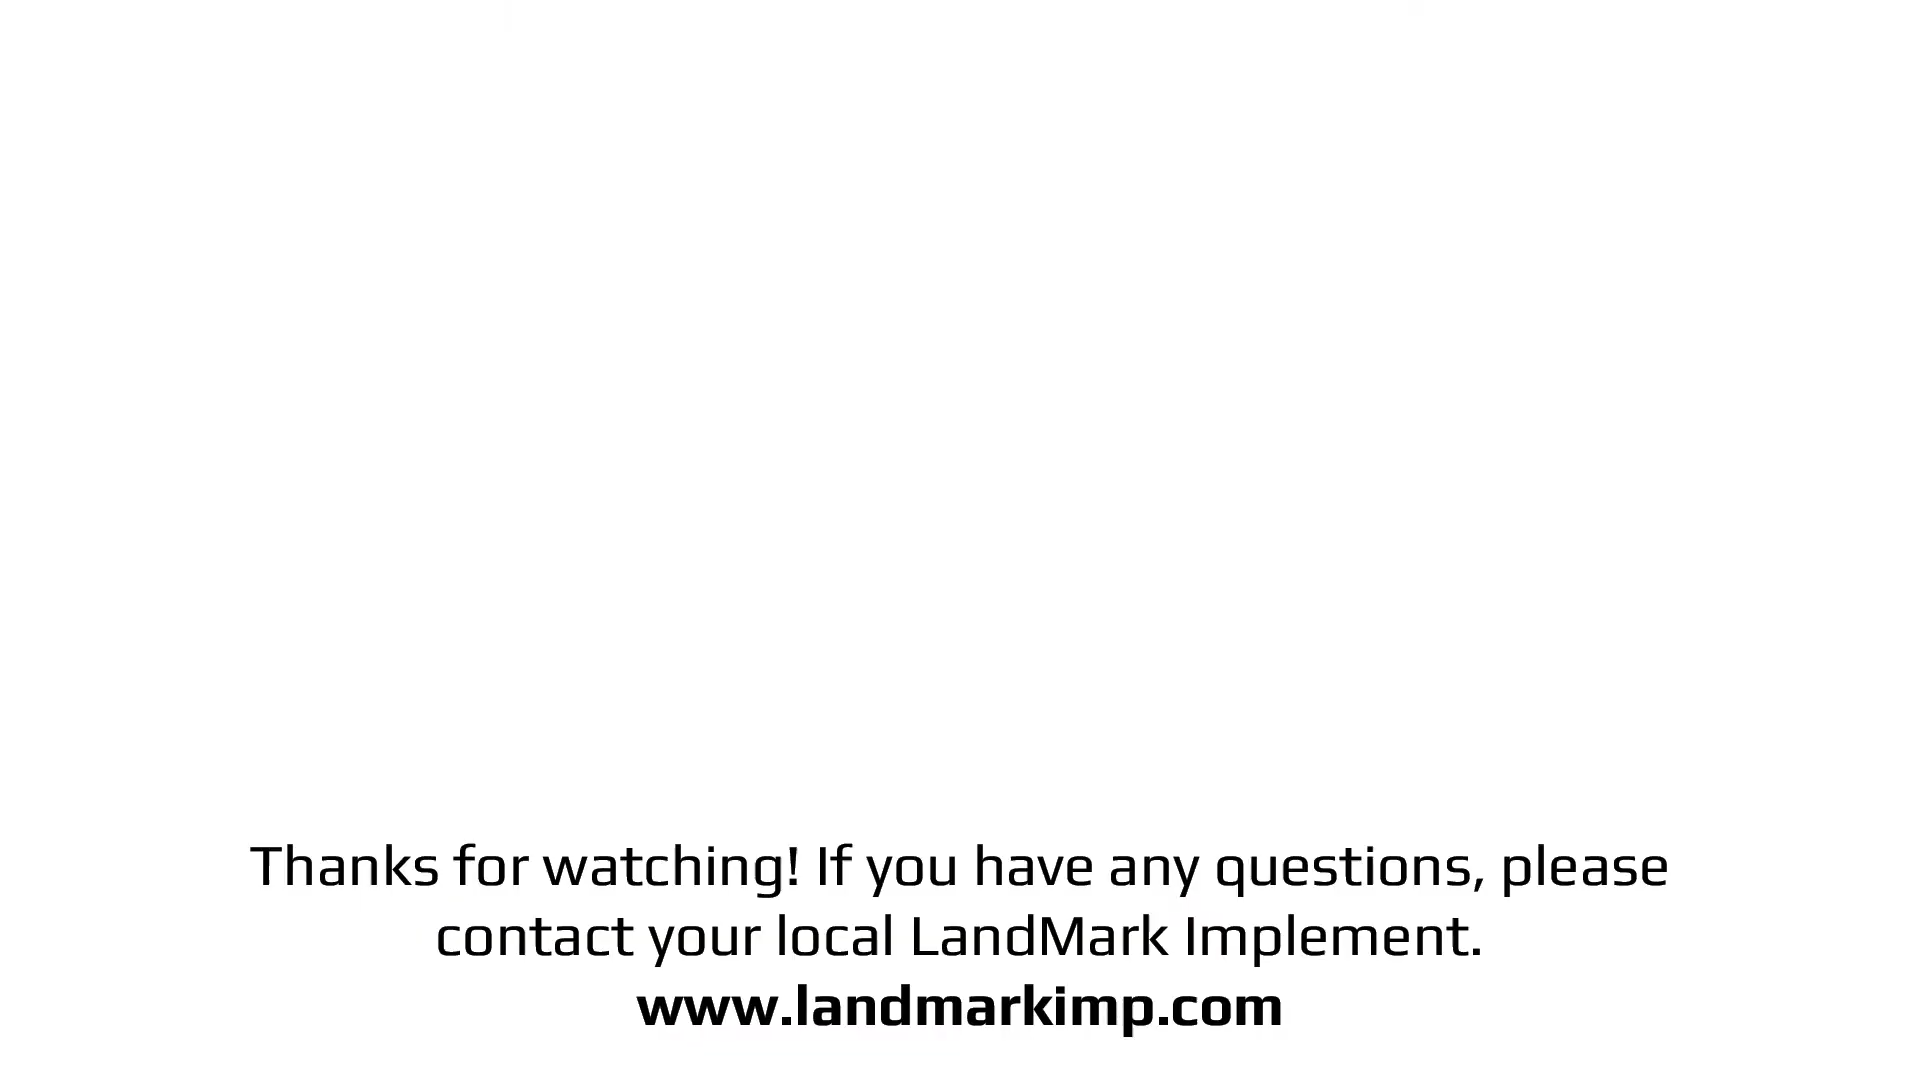 Thanks for watching! If you have any questions, please
contact your local LandMark Implement.
www.landmarkimp.com